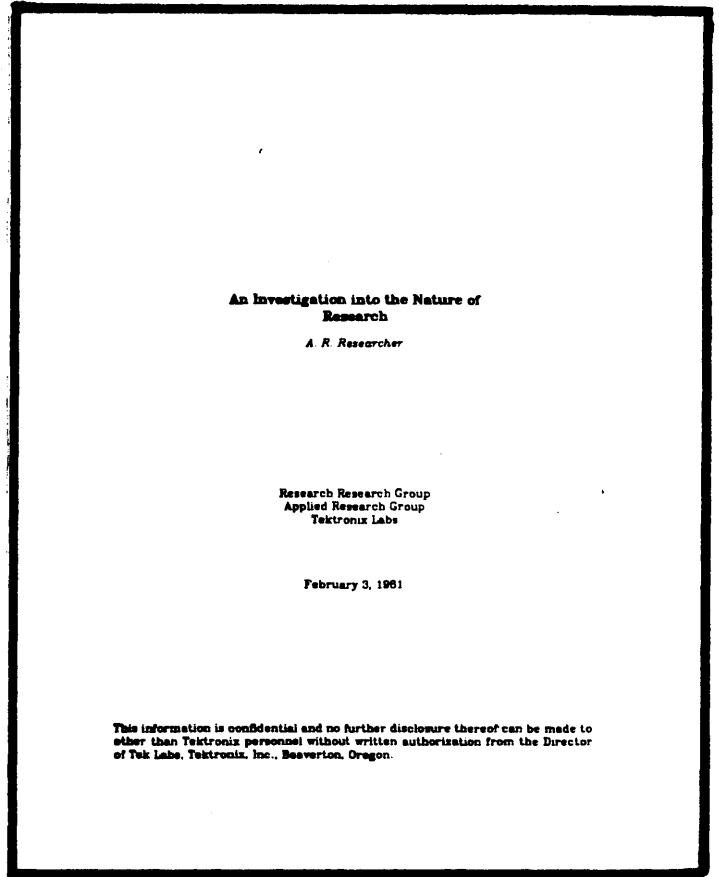 An Investigation into the Nature of
Research
A. R. Researcher
Research Research Group
Applied Research Group
Tektronix Labs
February 3, 1981
This information is confidential and no further disclosure thereof can be made to
other than Tektronix personnel without written authorization from the Director
of Tek Labs, Tektronix, Inc., Beaverton, Oregon.